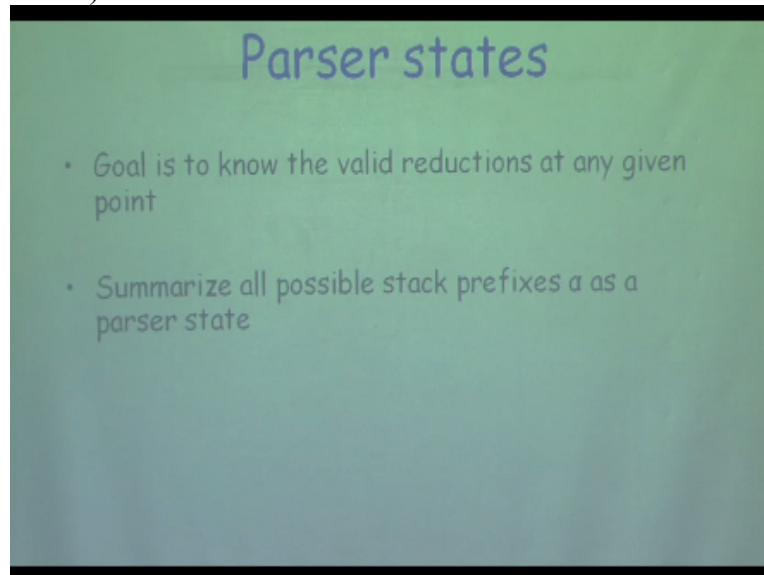 Parser states
• Goal is to know the valid reductions at any given
point
• Summarize all possible stack prefixes α as a
parser state